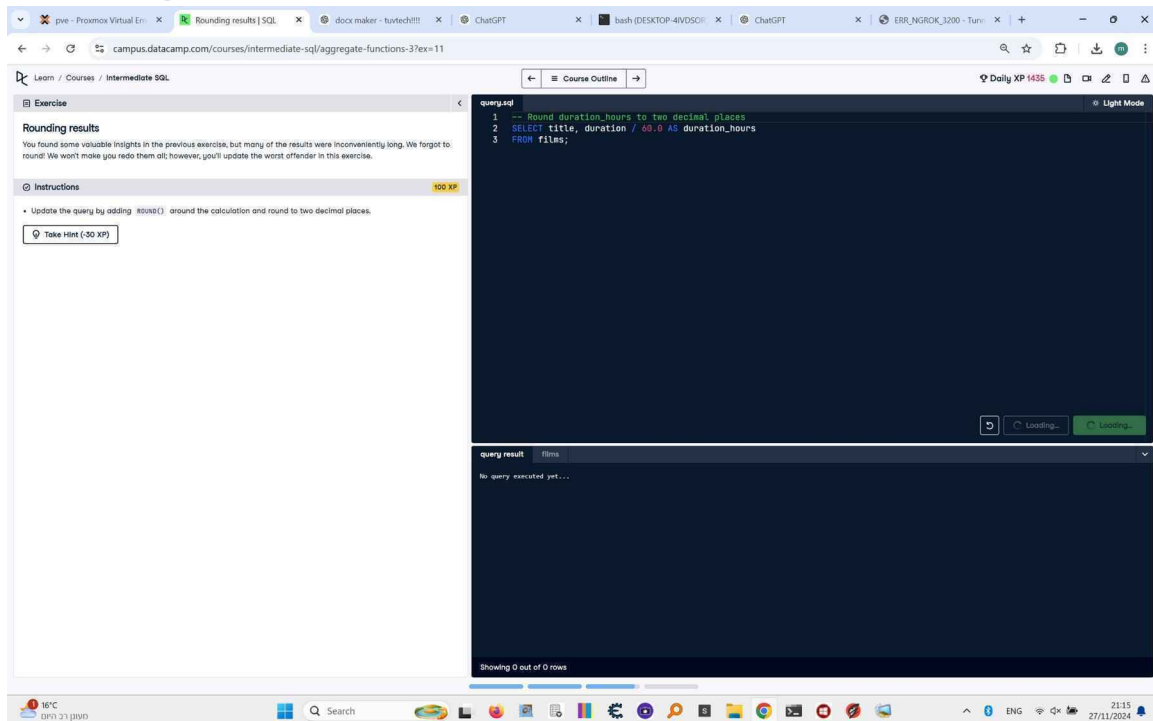 pve - Proxmox Virtual En
Rounding results | SQL
docx maker - tuvtech!!!!
ChatGPT
bash (DESKTOP-4IVDSOR
ChatGPT
ERR_NGROK_3200 - Tunn
campus.datacamp.com/courses/intermediate-sql/aggregate-functions-3?ex=11
Learn / Courses / Intermediate SQL
Course Outline
Daily XP 1435
Exercise
Rounding results
You found some valuable insights in the previous exercise, but many of the results were inconveniently long. We forgot to
round! We won't make you redo them all; however, you'll update the worst offender in this exercise.
Instructions
100 XP
Update the query by adding ROUND() around the calculation and round to two decimal places.
Take Hint (-30 XP)
query.sql
Light Mode
1 -- Round duration_hours to two decimal places
2 SELECT title, duration / 60.0 AS duration_hours
3 FROM films;
Loading...
Loading...
query result
films
No query executed yet...
Showing 0 out of 0 rows
16°C
מעונן רב היום
Search
ENG
21:15
27/11/2024